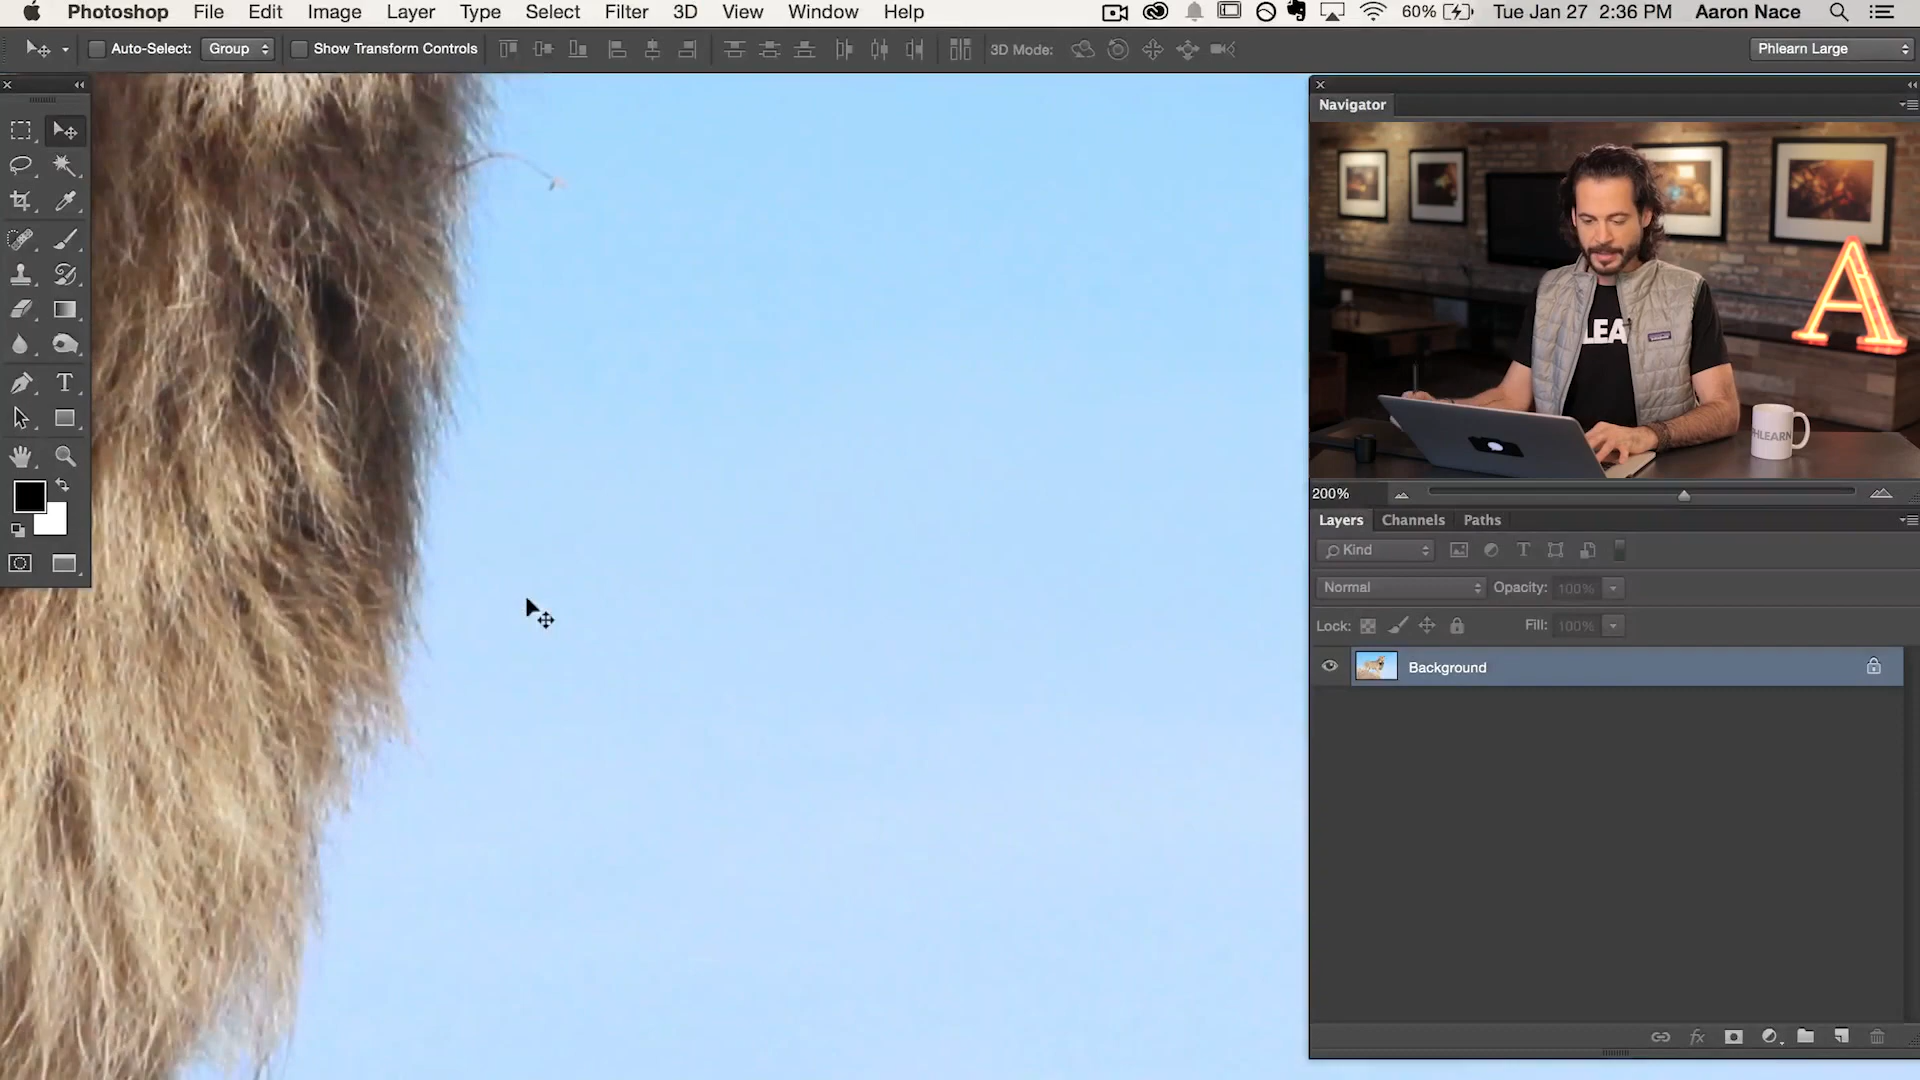 Photoshop File Edit Image Layer Type Select Filter 3D View Window Help 60% Tue Jan 27 2:36 PM Aaron Nace
Auto-Select: Group Show Transform Controls 3D Mode: Phlearn Large
Navigator
LEA
A
PHLEARN
200%
Layers Channels Paths
Kind
Normal Opacity: 100%
Lock: Fill: 100%
Background